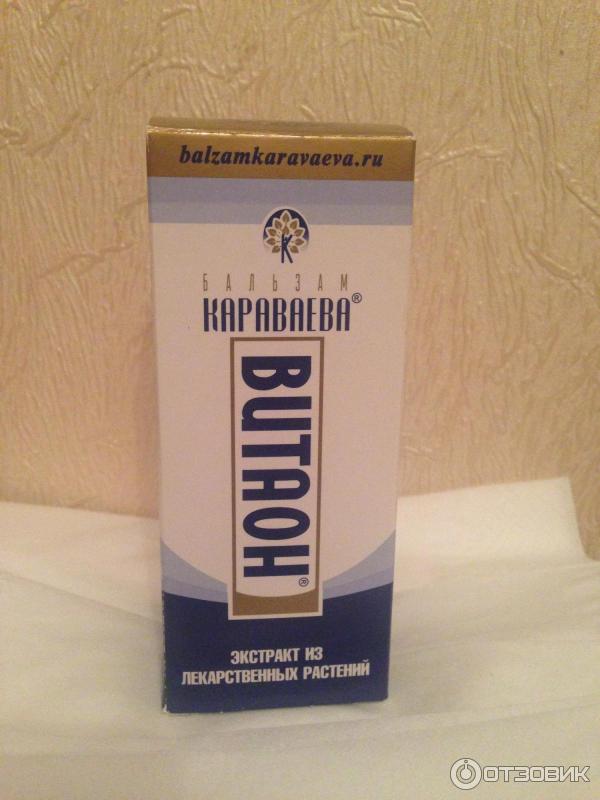 balzamkaravaeva.ru
БАЛЬЗАМ
КАРАВАЕВА®
ВИТАОН®
ЭКСТРАКТ ИЗ
ЛЕКАРСТВЕННЫХ РАСТЕНИЙ
ОТЗОВИК